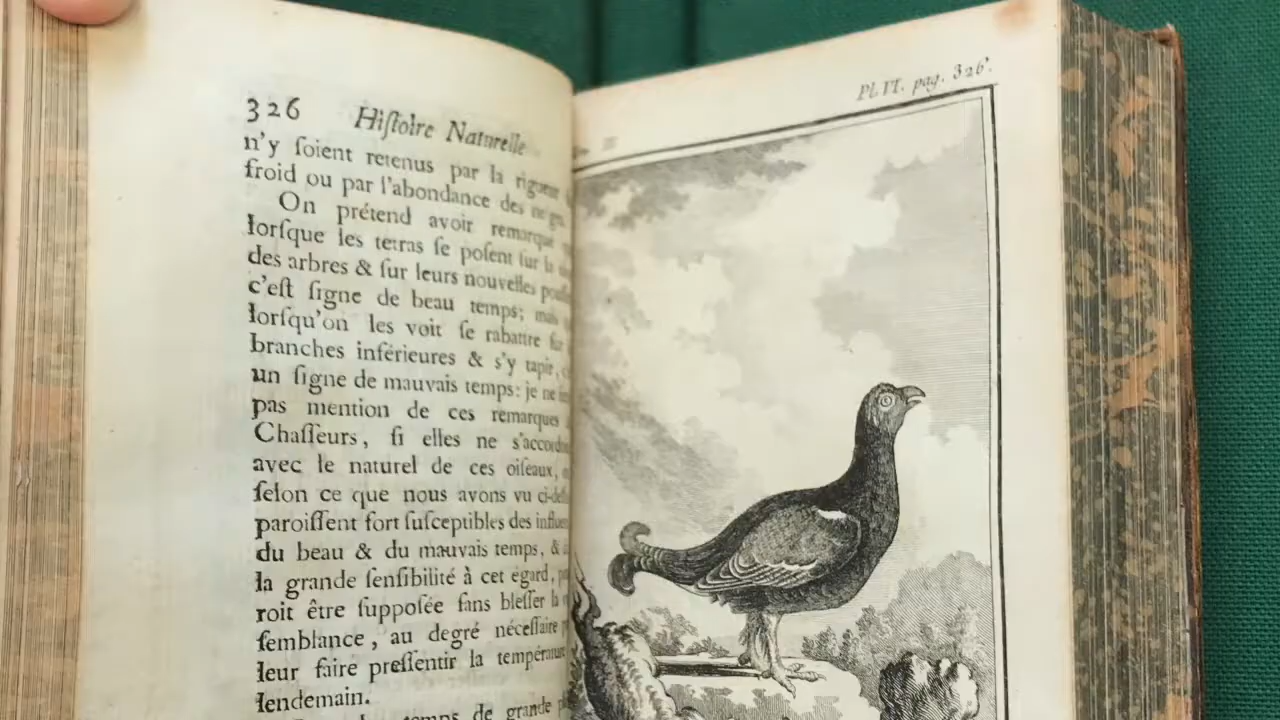 326 Hiſtoire Naturelle
n'y ſoient retenus par la rigueur
froid ou par l'abondance des
On prétend avoir remarqué
lorſque les tetras ſe poſent ſur la
des arbres & ſur leurs nouvelles
c'eſt ſigne de beau temps; mais
lorſqu'on les voit ſe rabattre ſur
branches inférieures & s'y tapir,
un ſigne de mauvais temps: je ne
pas mention de ces remarques
Chaſſeurs, ſi elles ne
avec le naturel de ces oiſeaux,
ſelon ce que nous avons vu
paroiſſent fort ſuſceptibles des
du beau & du mauvais temps, &
la grande ſenſibilité à cet égard,
roit être ſuppoſée ſans bleſſer la
ſemblance, au degré néceſſaire
leur faire preſſentir la température
lendemain.
temps de grande
Pl. VI. pag. 326.